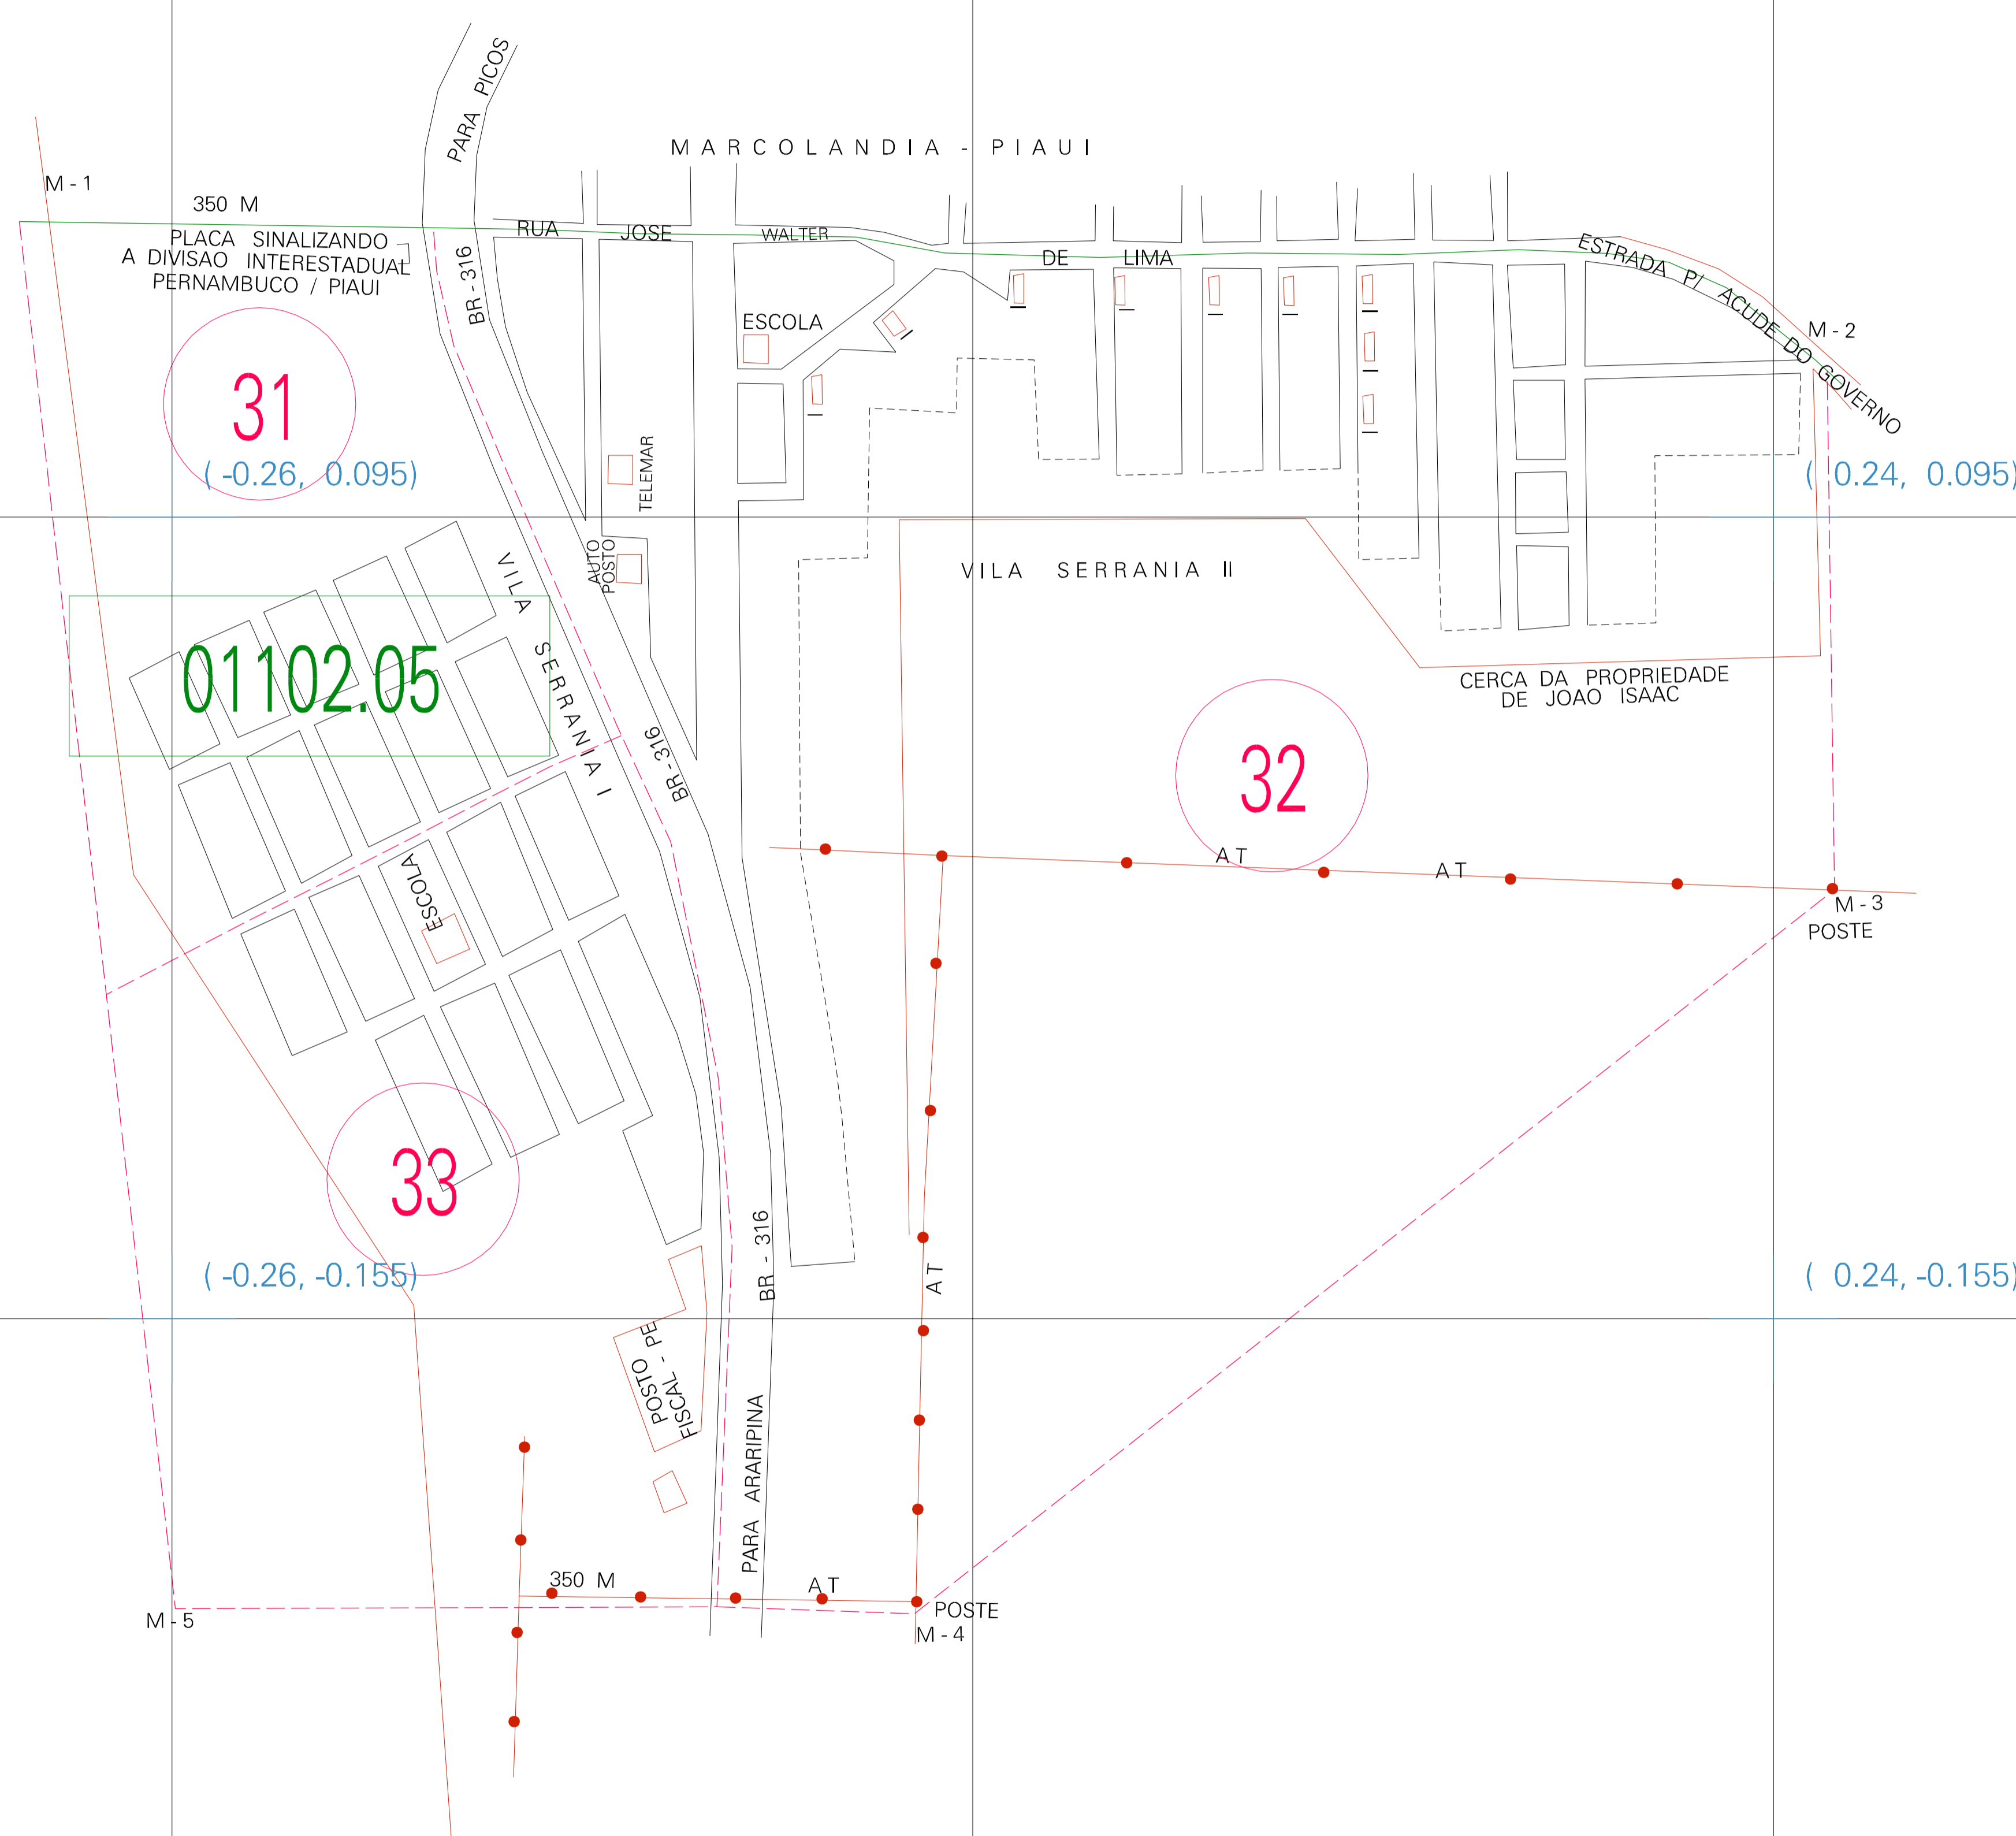 PARA PICOS
MARCOLANDIA - PIAUI
M - 1
350 M
RUA JOSE WALTER DE LIMA
PLACA SINALIZANDO
A DIVISAO INTERESTADUAL
PERNAMBUCO / PIAUI
BR - 316
ESTRADA P/ ACUDE DO GOVERNO
M - 2
ESCOLA
31
TELEMAR
( -0.26, 0.095)
( 0.24, 0.095)
AUTO
POSTO
VILA SERRANIA I
VILA SERRANIA II
01102.05
CERCA DA PROPRIEDADE
DE JOAO ISAAC
BR - 316
32
AT
AT
ESCOLA
M - 3
POSTE
33
BR - 316
( -0.26, -0.155)
AT
( 0.24, -0.155)
POSTO
FISCAL - PE
PARA ARARIPINA
350 M
AT
M - 5
POSTE
M - 4